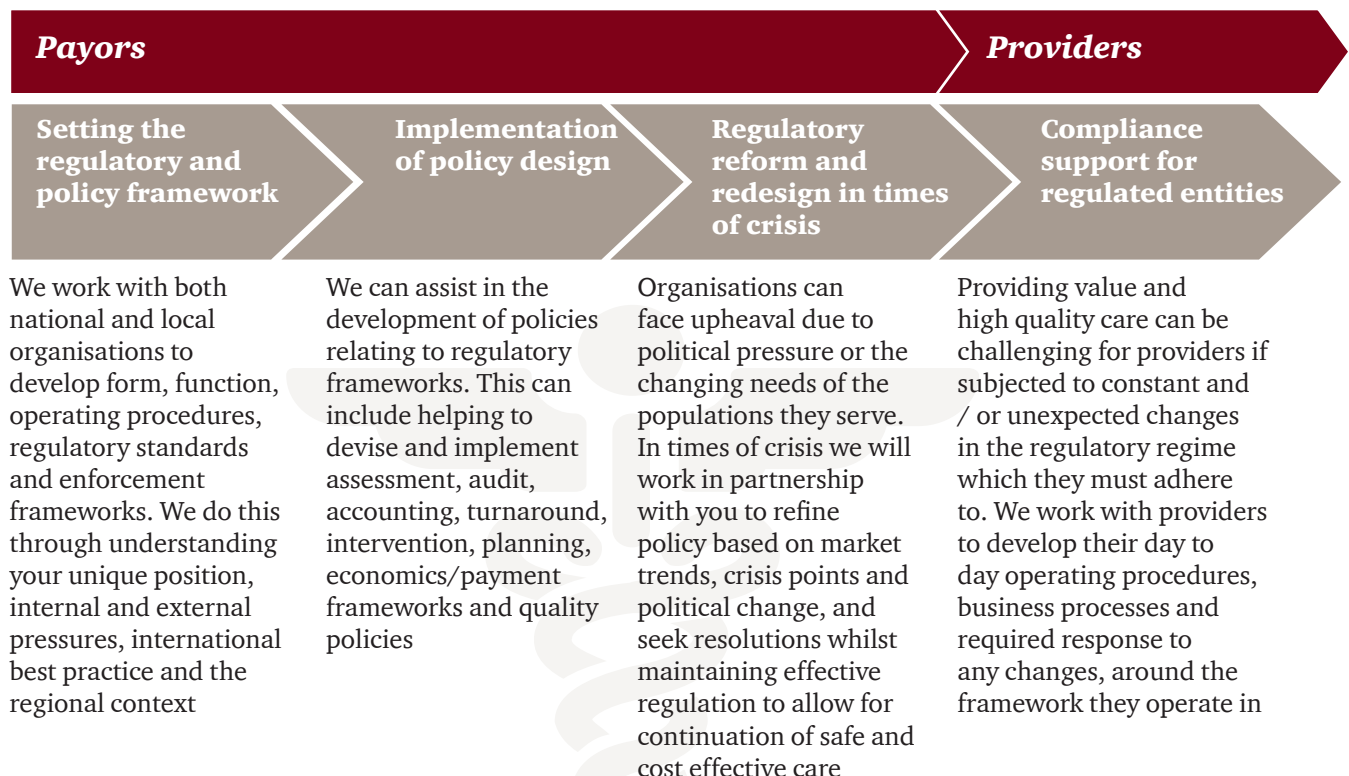 Payors
Providers
Setting the
regulatory and
policy framework
Implementation
of policy design
Regulatory
reform and
redesign in times
of crisis
Compliance
support for
regulated entities
We work with both
national and local
organisations to
develop form, function,
operating procedures,
regulatory standards
and enforcement
frameworks. We do this
through understanding
your unique position,
internal and external
pressures, international
best practice and the
regional context
We can assist in the
development of policies
relating to regulatory
frameworks. This can
include helping to
devise and implement
assessment, audit,
accounting, turnaround,
intervention, planning,
economics/payment
frameworks and quality
policies
Organisations can
face upheaval due to
political pressure or the
changing needs of the
populations they serve.
In times of crisis we will
work in partnership
with you to refine
policy based on market
trends, crisis points and
political change, and
seek resolutions whilst
maintaining effective
regulation to allow for
continuation of safe and
cost effective care
Providing value and
high quality care can be
challenging for providers if
subjected to constant and
/ or unexpected changes
in the regulatory regime
which they must adhere
to. We work with providers
to develop their day to
day operating procedures,
business processes and
required response to
any changes, around the
framework they operate in